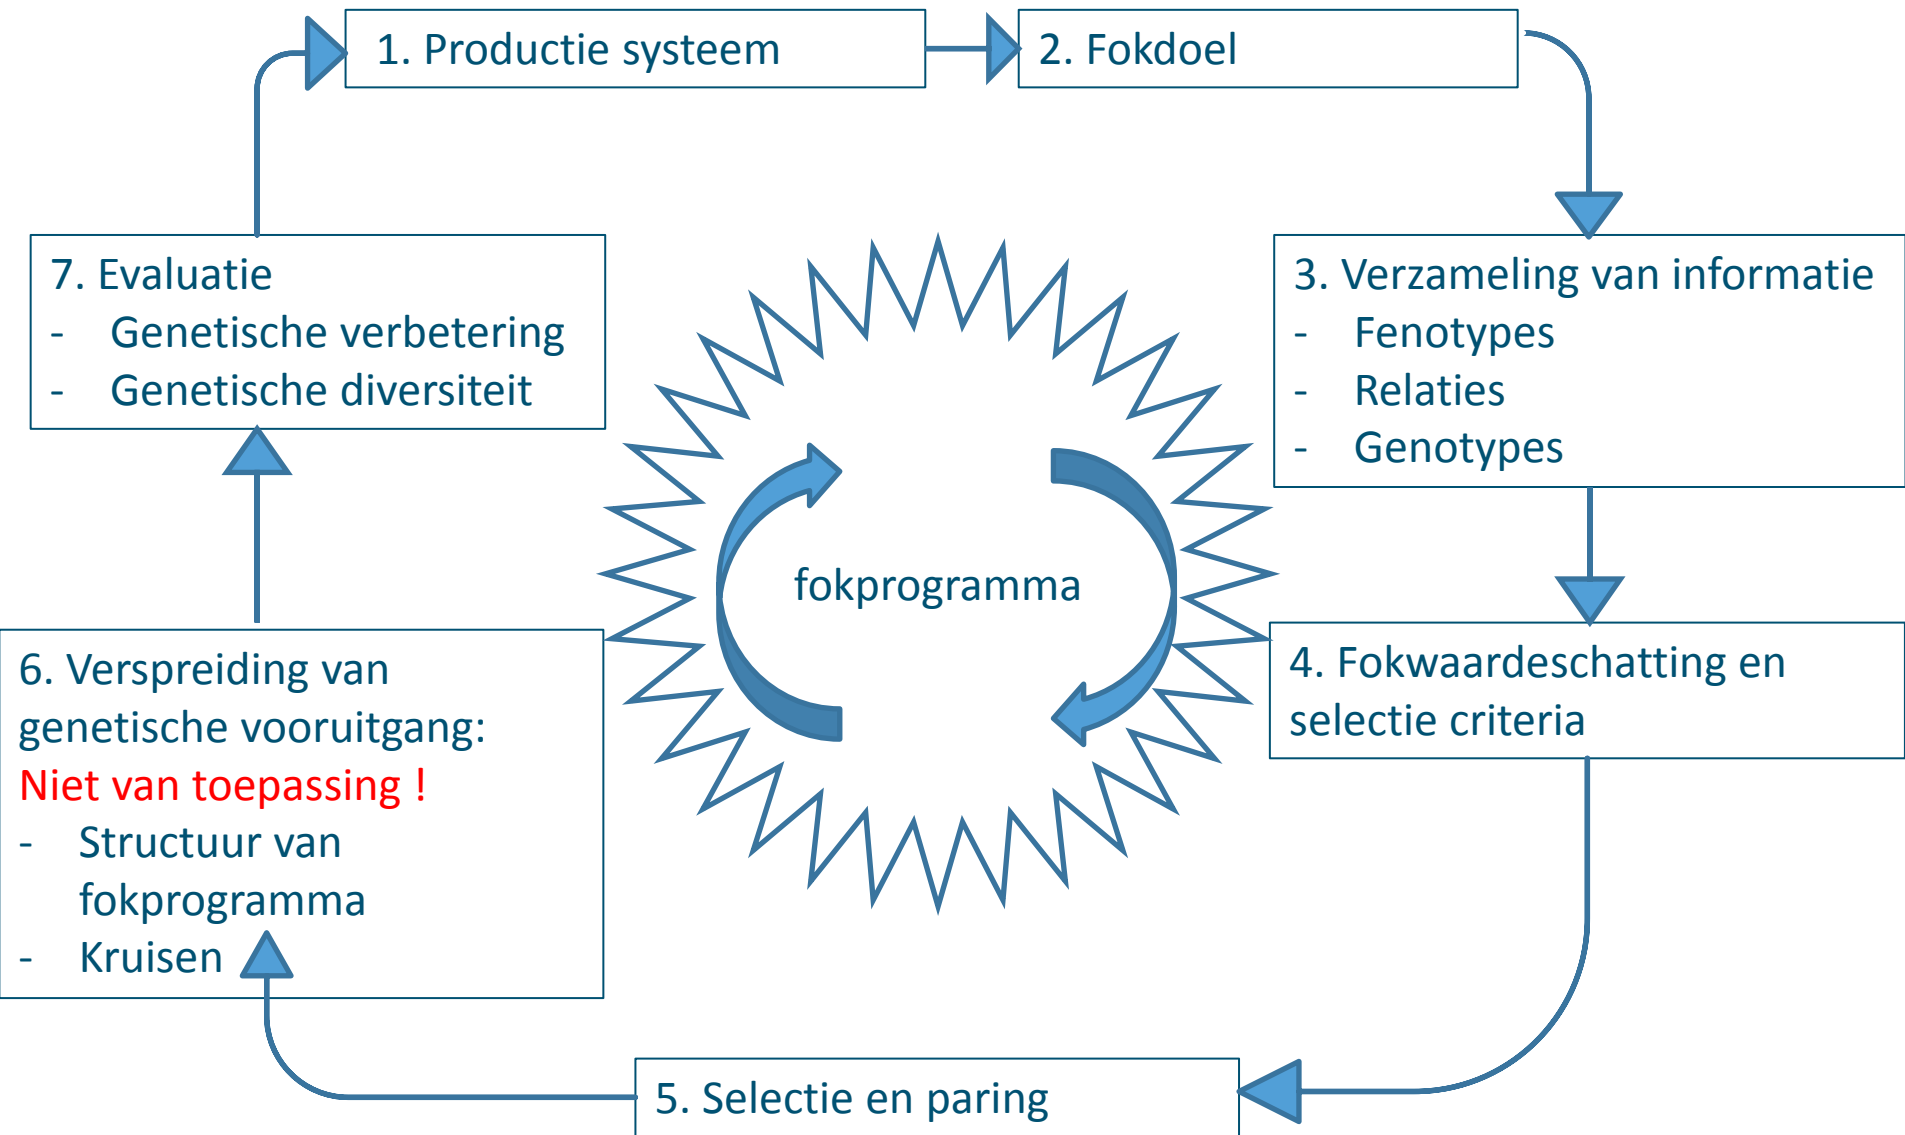 1. Productie systeem
2. Fokdoel
3. Verzameling van informatie
- Fenotypes
- Relaties
- Genotypes
4. Fokwaardeschatting en
selectie criteria
5. Selectie en paring
6. Verspreiding van
genetische vooruitgang:
Niet van toepassing !
- Structuur van
fokprogramma
- Kruisen
7. Evaluatie
- Genetische verbetering
- Genetische diversiteit
fokprogramma